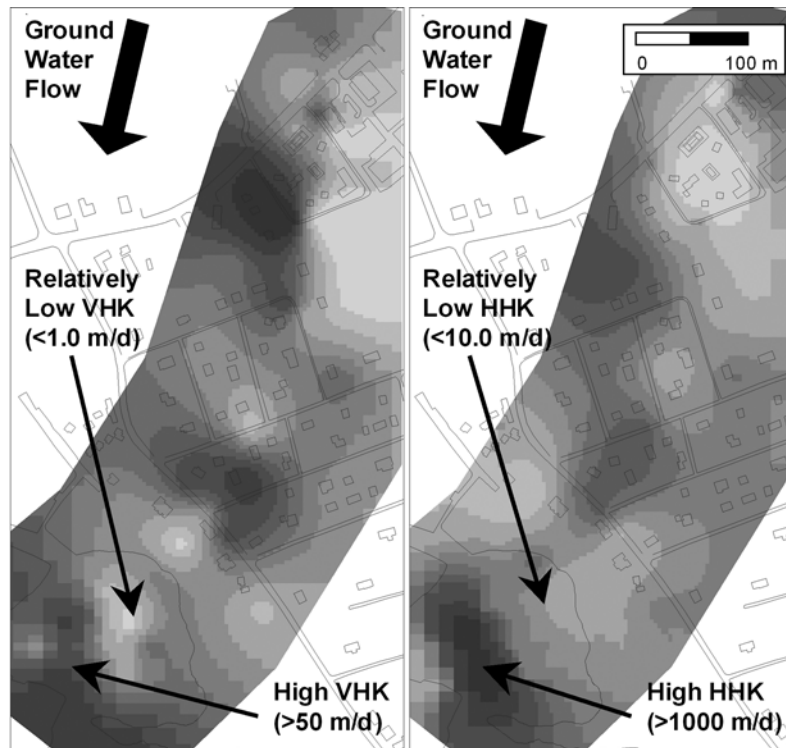 Ground
Water
Flow
Relatively
Low VHK
(<1.0 m/d)
High VHK
(>50 m/d)
Ground
Water
Flow
0 100 m
Relatively
Low HHK
(<10.0 m/d)
High HHK
(>1000 m/d)